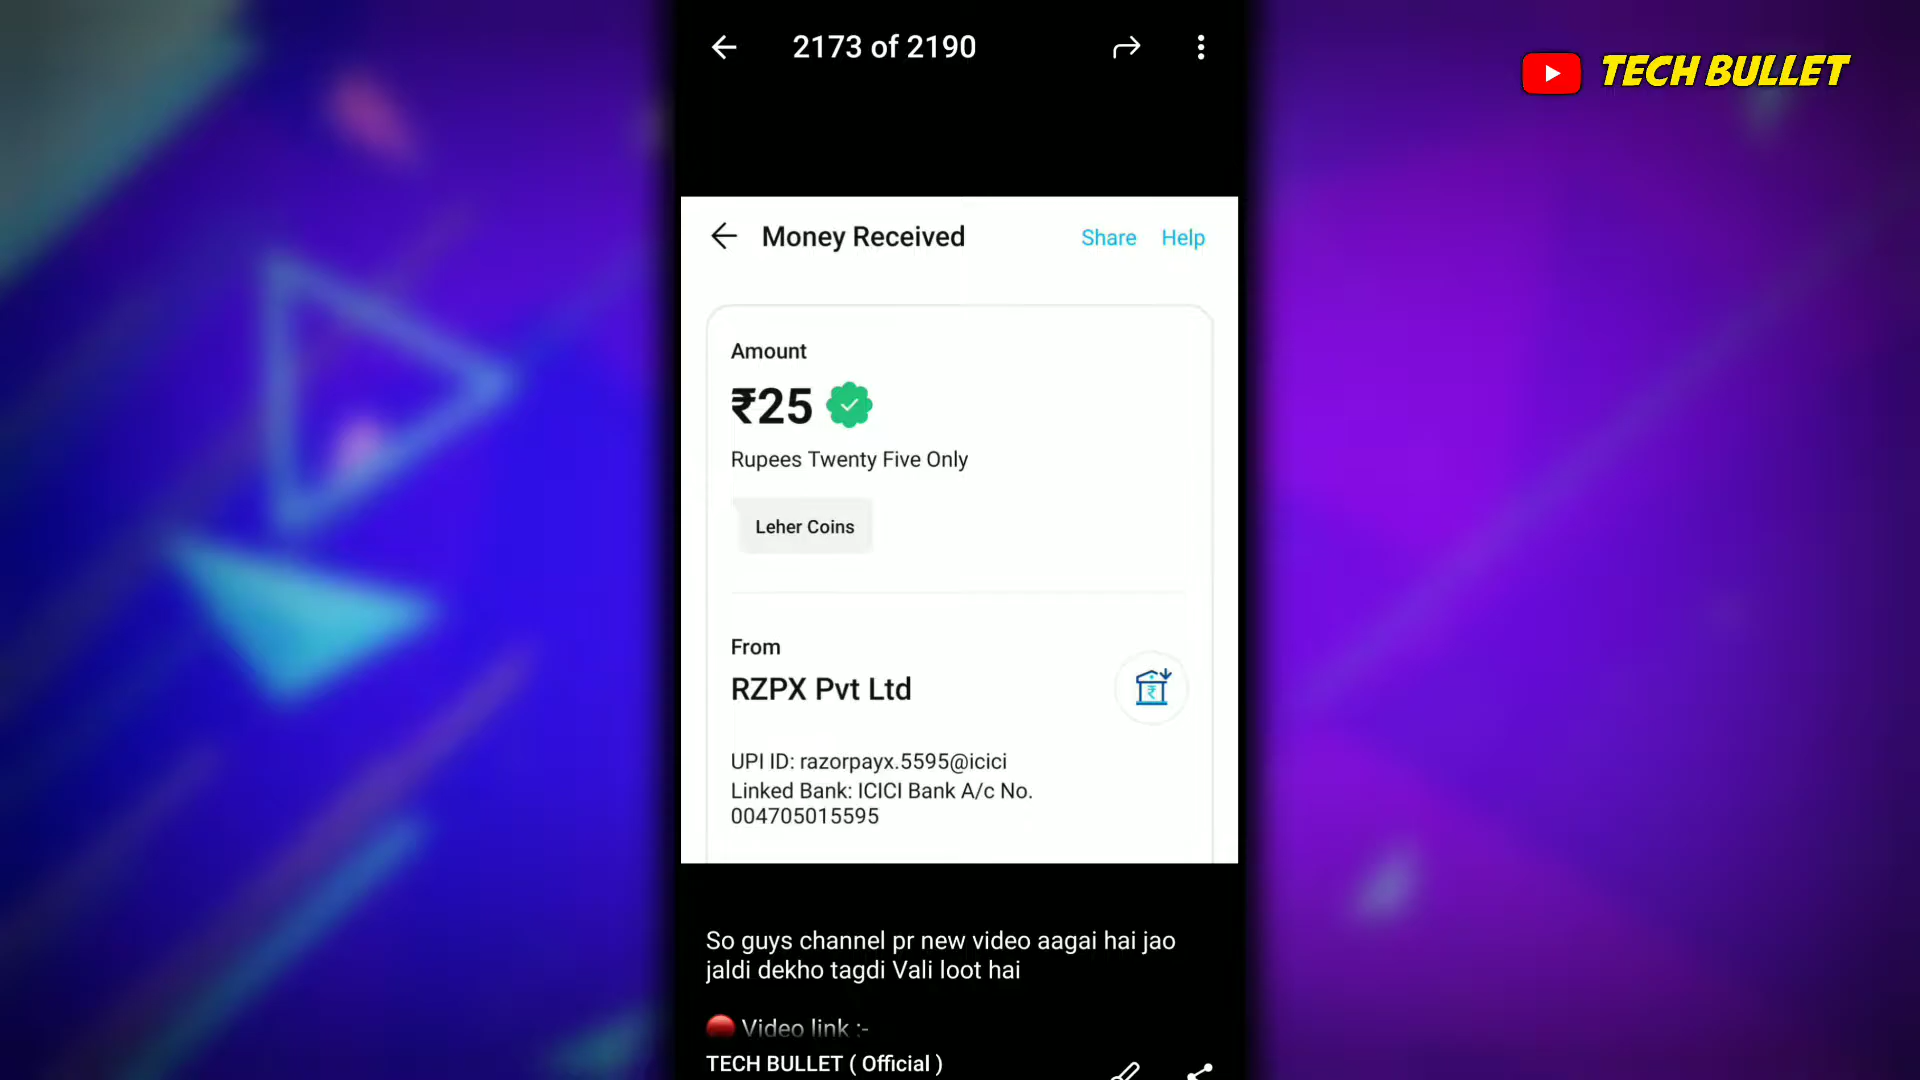 2173 of 2190
TECH BULLET
Money Received
Share Help
Amount
₹25
Rupees Twenty Five Only
Leher Coins
From
RZPX Pvt Ltd
UPI ID: razorpayx.5595@icici
Linked Bank: ICICI Bank A/c No.
004705015595
So guys channel pr new video aagai hai jao
jaldi dekho tagdi Vali loot hai
🔴 Video link :-
TECH BULLET ( Official )